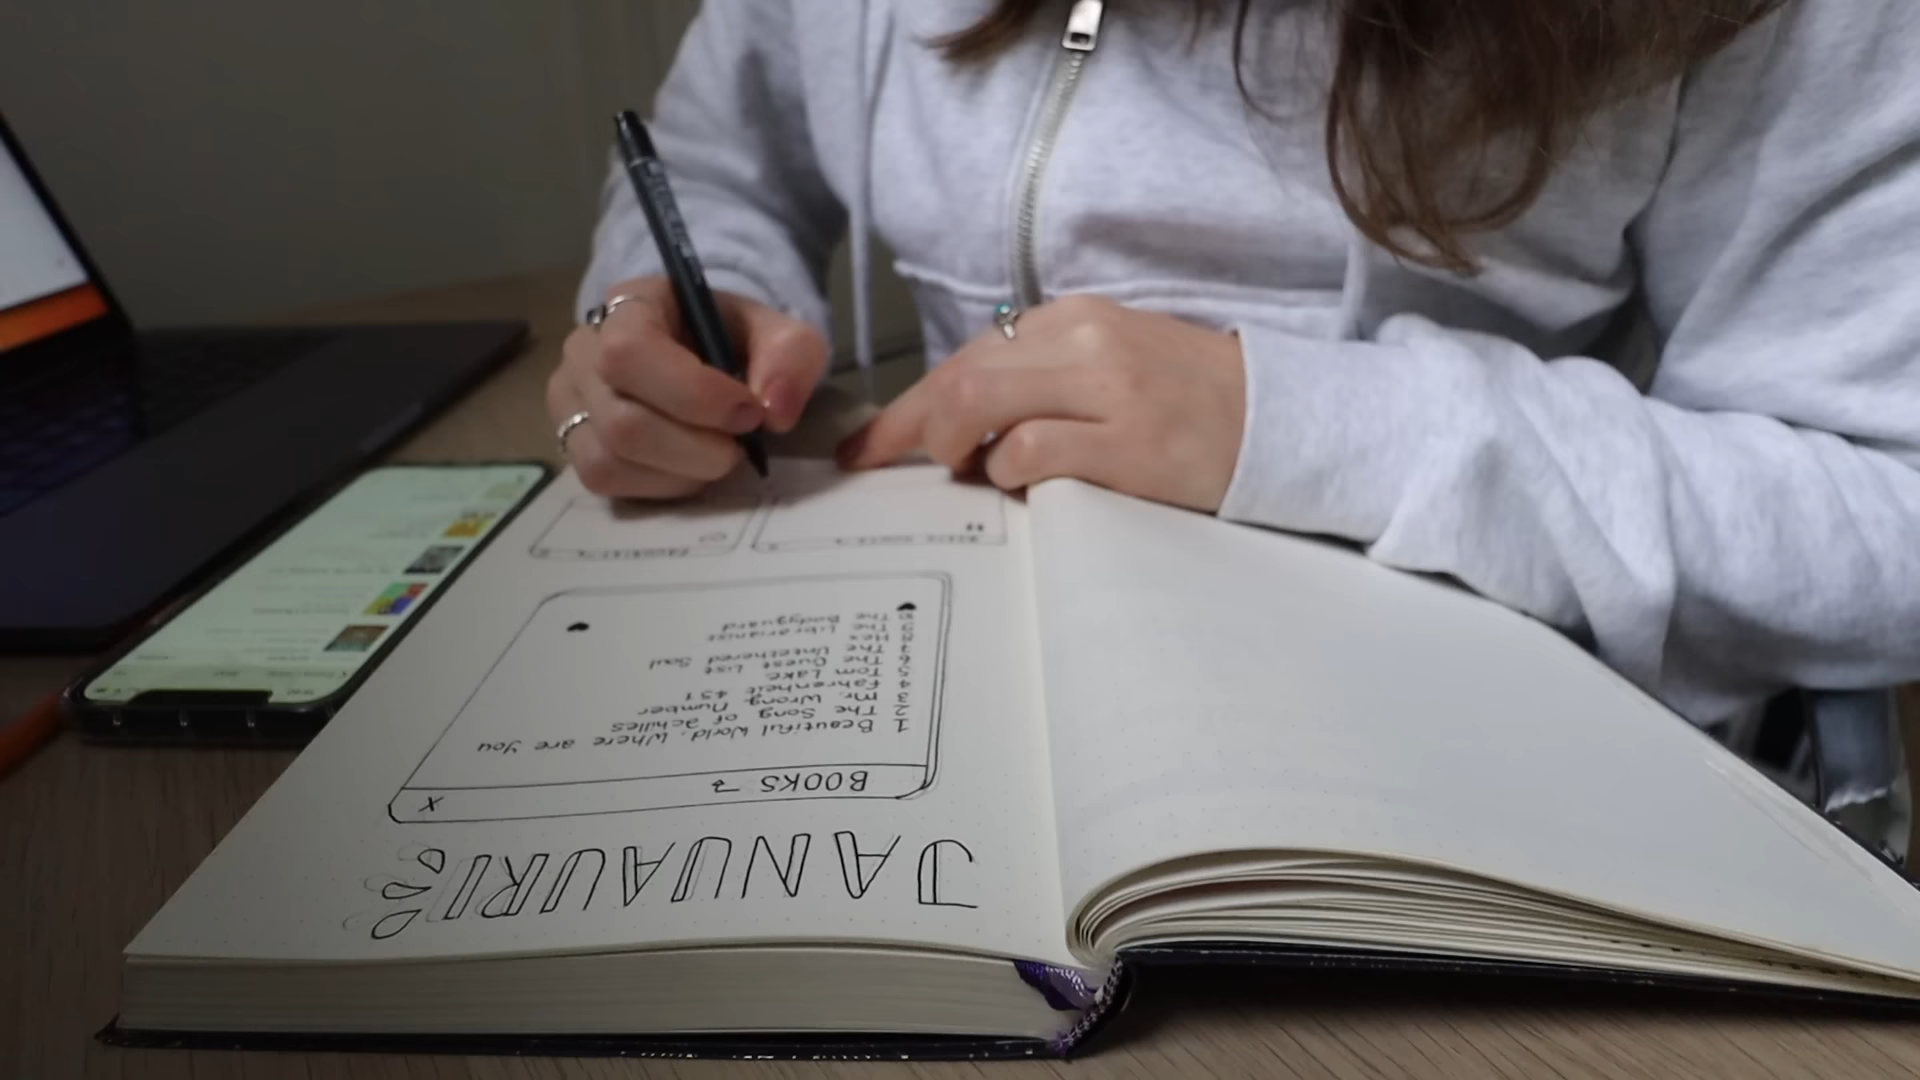 JANUAURI
BOOKS
x
1 Beautiful World, Where are you
2 The Song of achilles
3 Mr. Wrong Number
4 Fahrenheit 451
5 Tom Lake
6 The Guest List
7 The Untethered Soul
8 Hex
9 The Librarianist
10 The Bodyguard